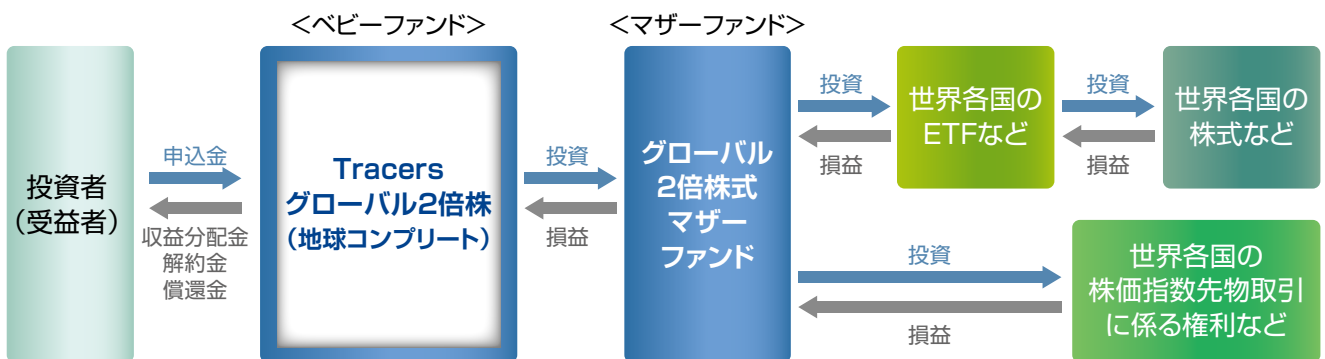 ＜ベビーファンド＞
＜マザーファンド＞
投資者
（受益者）
申込金
収益分配金
解約金
償還金
Tracers
グローバル2倍株
（地球コンプリート）
投資
損益
グローバル
2倍株式
マザー
ファンド
投資
損益
世界各国の
ETFなど
投資
損益
世界各国の
株式など
投資
損益
世界各国の
株価指数先物取引
に係る権利など